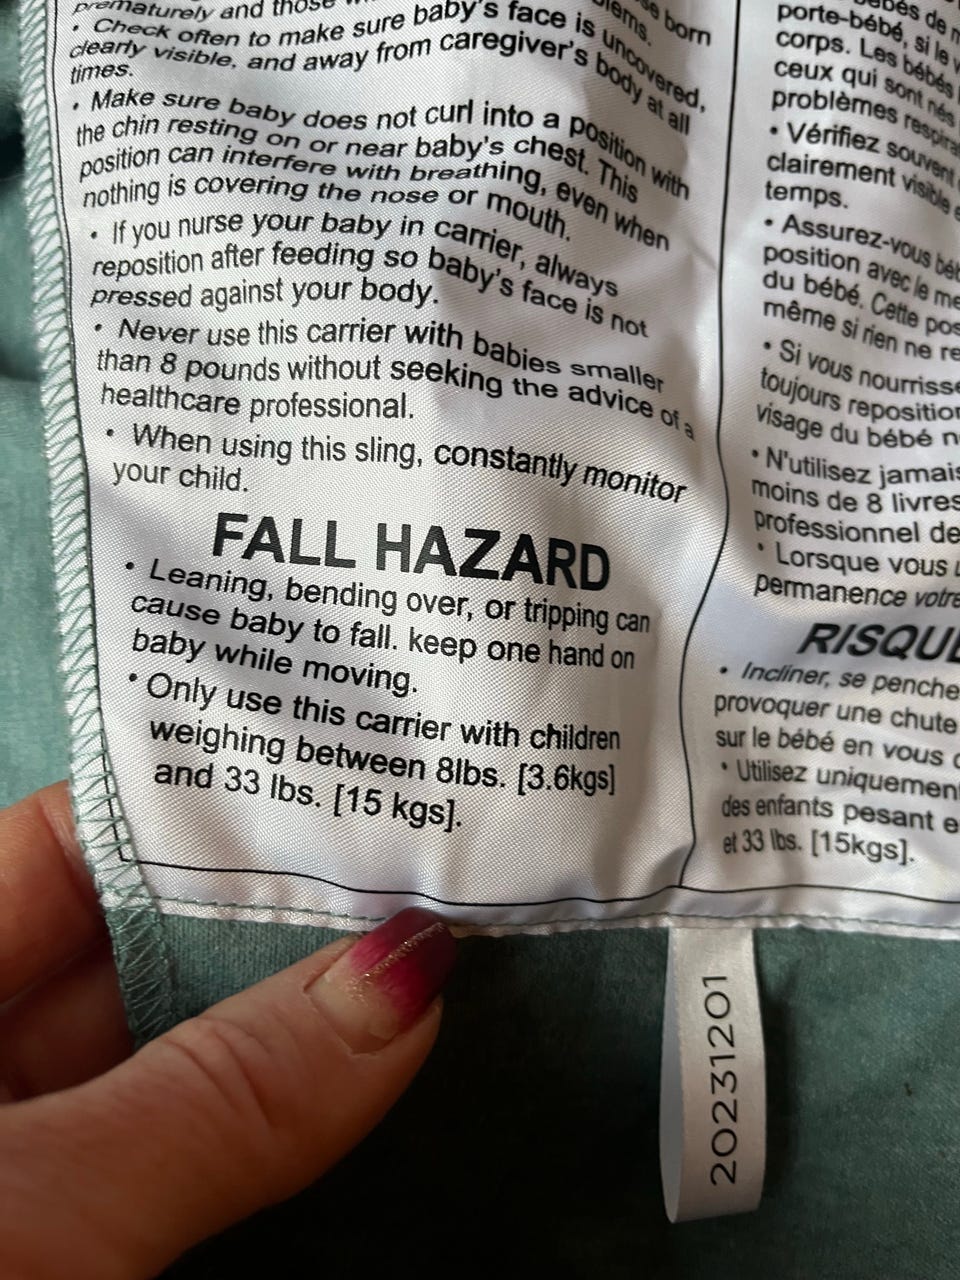 prematurely and those
se born
blems.
• Check often to make sure baby's face is uncovered,
clearly visible, and away from caregiver's body at all
times.
• Make sure baby does not curl into a position with
the chin resting on or near baby's chest. This
position can interfere with breathing, even when
nothing is covering the nose or mouth.
• If you nurse your baby in carrier, always
reposition after feeding so baby's face is not
pressed against your body.
• Never use this carrier with babies smaller
than 8 pounds without seeking the advice of a
healthcare professional.
• When using this sling, constantly monitor
your child.
FALL HAZARD
• Leaning, bending over, or tripping can
cause baby to fall. keep one hand on
baby while moving.
• Only use this carrier with children
weighing between 8lbs. [3.6kgs]
and 33 lbs. [15 kgs].
bébés de
porte-bébé, si le
corps. Les bébés
ceux qui sont nés
problèmes respira
• Vérifiez souvent
clairement visible
temps.
• Assurez-vous béb
position avec le me
du bébé. Cette pos
même si rien ne re
• Si vous nourrisse
toujours reposition
visage du bébé n
• N'utilisez jamais
moins de 8 livres
professionnel de
• Lorsque vous
permanence votre
RISQUE
• Incliner, se penche
provoquer une chute
sur le bébé en vous
• Utilisez uniquement
des enfants pesant e
et 33 lbs. [15kgs].
20231201